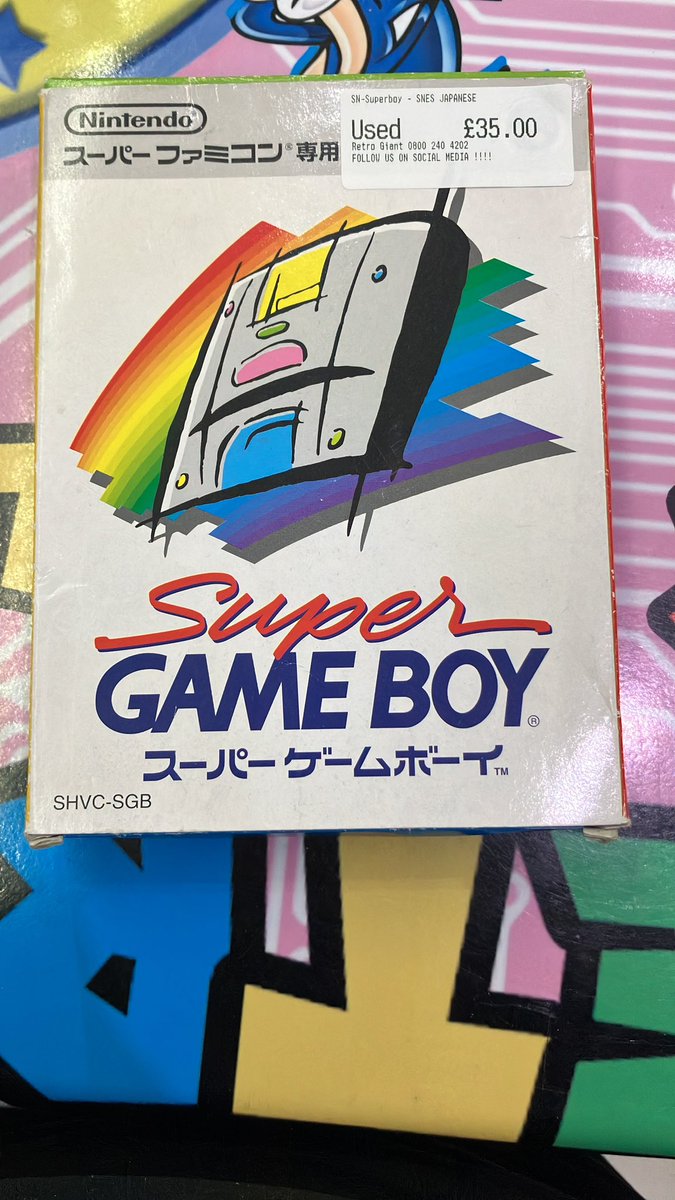 Nintendo
スーパーファミコン®専用
SN-Superboy - SNES JAPANESE
Used £35.00
Retro Giant 0800 240 4202
FOLLOW US ON SOCIAL MEDIA !!!!
Super
GAME BOY®
スーパーゲームボーイ™
SHVC-SGB